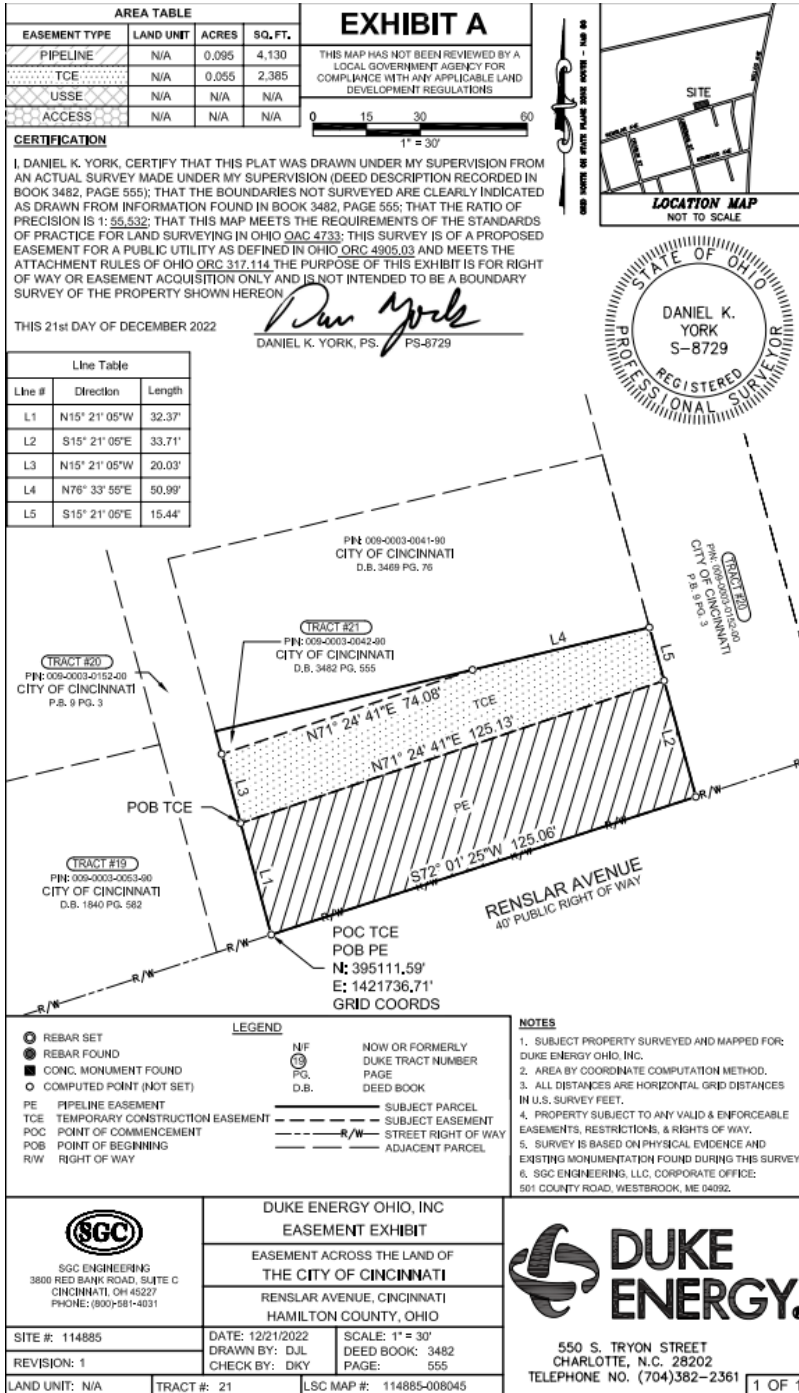 AREA TABLE
EASEMENT TYPE LAND UNIT ACRES SQ. FT.
PIPELINE N/A 0.095 4,130
TCE N/A 0.055 2,385
USSE N/A N/A N/A
ACCESS N/A N/A N/A
EXHIBIT A
THIS MAP HAS NOT BEEN REVIEWED BY A
LOCAL GOVERNMENT AGENCY FOR
COMPLIANCE WITH ANY APPLICABLE LAND
DEVELOPMENT REGULATIONS
0 15 30 60
1" = 30'
GRID NORTH OH STATE PLANE ZONE SOUTH - NAD 83
SITE
LOCATION MAP
NOT TO SCALE
CERTIFICATION
I, DANIEL K. YORK, CERTIFY THAT THIS PLAT WAS DRAWN UNDER MY SUPERVISION FROM
AN ACTUAL SURVEY MADE UNDER MY SUPERVISION (DEED DESCRIPTION RECORDED IN
BOOK 3482, PAGE 555); THAT THE BOUNDARIES NOT SURVEYED ARE CLEARLY INDICATED
AS DRAWN FROM INFORMATION FOUND IN BOOK 3482, PAGE 555; THAT THE RATIO OF
PRECISION IS 1: 55,532; THAT THIS MAP MEETS THE REQUIREMENTS OF THE STANDARDS
OF PRACTICE FOR LAND SURVEYING IN OHIO OAC 4733; THIS SURVEY IS OF A PROPOSED
EASEMENT FOR A PUBLIC UTILITY AS DEFINED IN OHIO ORC 4905.03 AND MEETS THE
ATTACHMENT RULES OF OHIO ORC 317.114 THE PURPOSE OF THIS EXHIBIT IS FOR RIGHT
OF WAY OR EASEMENT ACQUISITION ONLY AND IS NOT INTENDED TO BE A BOUNDARY
SURVEY OF THE PROPERTY SHOWN HEREON
THIS 21st DAY OF DECEMBER 2022
Dan York
DANIEL K. YORK, PS. PS-8729
STATE OF OHIO
DANIEL K.
YORK
S-8729
REGISTERED
PROFESSIONAL SURVEYOR
Line Table
Line # Direction Length
L1 N15° 21' 05"W 32.37'
L2 S15° 21' 05"E 33.71'
L3 N15° 21' 05"W 20.03'
L4 N76° 33' 55"E 50.99'
L5 S15° 21' 05"E 15.44'
PIN: 009-0003-0041-90
CITY OF CINCINNATI
D.B. 3469 PG. 76
TRACT #20
PIN: 009-0003-0152-00
CITY OF CINCINNATI
P.B. 9 PG. 3
TRACT #21
PIN: 009-0003-0042-90
CITY OF CINCINNATI
D.B. 3482 PG. 555
TRACT #20
PIN: 009-0003-0152-00
CITY OF CINCINNATI
P.B. 9 PG. 3
L4
L5
N71° 24' 41"E 74.08'
TCE
N71° 24' 41"E 125.13'
L3
L2
POB TCE
PE
L1
S72° 01' 25"W 125.06'
TRACT #19
PIN: 009-0003-0053-90
CITY OF CINCINNATI
D.B. 1840 PG. 582
R/W
R/W
R/W
R/W
R/W
R/W
R/W
R/W
R
RENSLAR AVENUE
40' PUBLIC RIGHT OF WAY
POC TCE
POB PE
N: 395111.59'
E: 1421736.71'
GRID COORDS
LEGEND
REBAR SET
REBAR FOUND
CONC. MONUMENT FOUND
COMPUTED POINT (NOT SET)
PE PIPELINE EASEMENT
TCE TEMPORARY CONSTRUCTION EASEMENT
POC POINT OF COMMENCEMENT
POB POINT OF BEGINNING
R/W RIGHT OF WAY
N/F NOW OR FORMERLY
19 DUKE TRACT NUMBER
PG. PAGE
D.B. DEED BOOK
SUBJECT PARCEL
SUBJECT EASEMENT
R/W STREET RIGHT OF WAY
ADJACENT PARCEL
NOTES
1. SUBJECT PROPERTY SURVEYED AND MAPPED FOR:
DUKE ENERGY OHIO, INC.
2. AREA BY COORDINATE COMPUTATION METHOD.
3. ALL DISTANCES ARE HORIZONTAL GRID DISTANCES
IN U.S. SURVEY FEET.
4. PROPERTY SUBJECT TO ANY VALID & ENFORCEABLE
EASEMENTS, RESTRICTIONS, & RIGHTS OF WAY.
5. SURVEY IS BASED ON PHYSICAL EVIDENCE AND
EXISTING MONUMENTATION FOUND DURING THIS SURVEY
6. SGC ENGINEERING, LLC, CORPORATE OFFICE:
501 COUNTY ROAD, WESTBROOK, ME 04092.
SGC
SGC ENGINEERING
3800 RED BANK ROAD, SUITE C
CINCINNATI, OH 45227
PHONE: (800)-581-4031
DUKE ENERGY OHIO, INC
EASEMENT EXHIBIT
EASEMENT ACROSS THE LAND OF
THE CITY OF CINCINNATI
RENSLAR AVENUE, CINCINNATI
HAMILTON COUNTY, OHIO
SITE #: 114885
REVISION: 1
DATE: 12/21/2022
DRAWN BY: DJL
CHECK BY: DKY
SCALE: 1" = 30'
DEED BOOK: 3482
PAGE: 555
LAND UNIT: N/A TRACT #: 21 LSC MAP #: 114885-008045
DUKE
ENERGY®
550 S. TRYON STREET
CHARLOTTE, N.C. 28202
TELEPHONE NO. (704)382-2361
1 OF 1